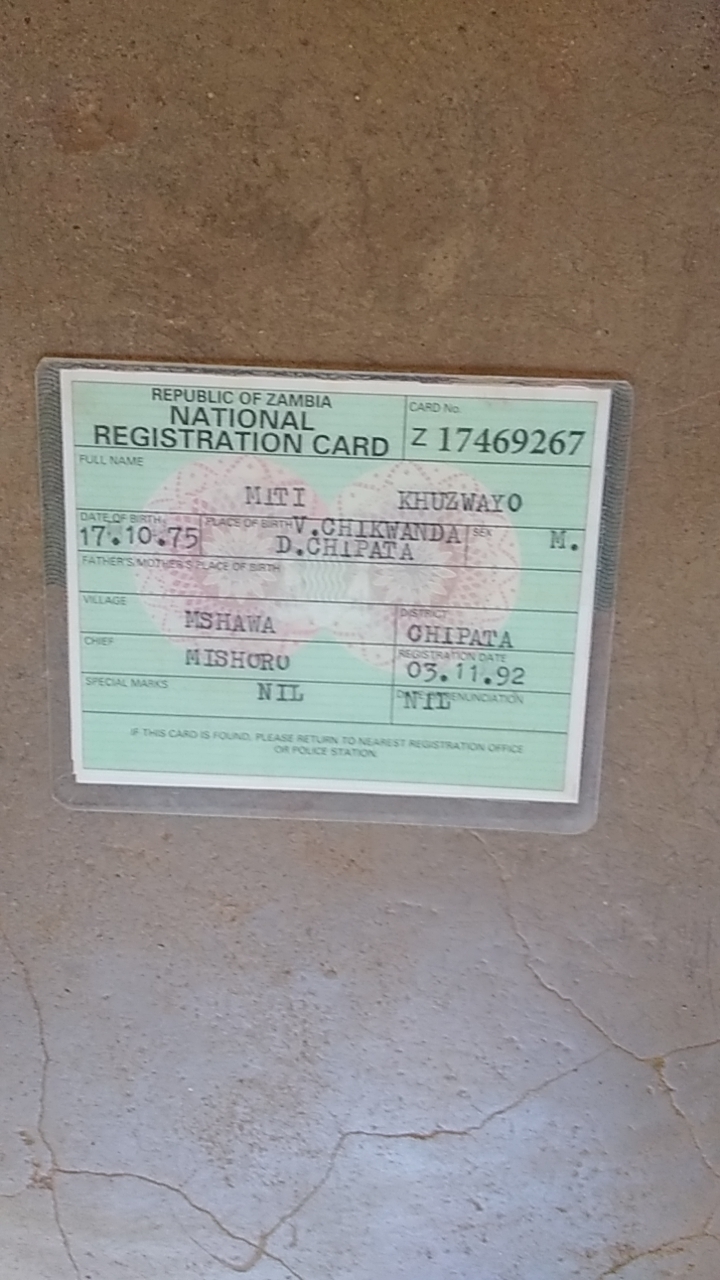 REPUBLIC OF ZAMBIA
NATIONAL
REGISTRATION CARD
CARD No.
Z 17469267
FULL NAME
MITI KHUZWAYO
DATE OF BIRTH
17.10.75
PLACE OF BIRTH V.CHIKWANDA
D.CHIPATA
SEX
M.
FATHER'S/MOTHER'S PLACE OF BIRTH
VILLAGE
MSHAWA
DISTRICT
CHIPATA
CHIEF
MISHORO
REGISTRATION DATE
03.11.92
SPECIAL MARKS
NIL
DATE RENUNCIATION
NIL
IF THIS CARD IS FOUND, PLEASE RETURN TO NEAREST REGISTRATION OFFICE
OR POLICE STATION.